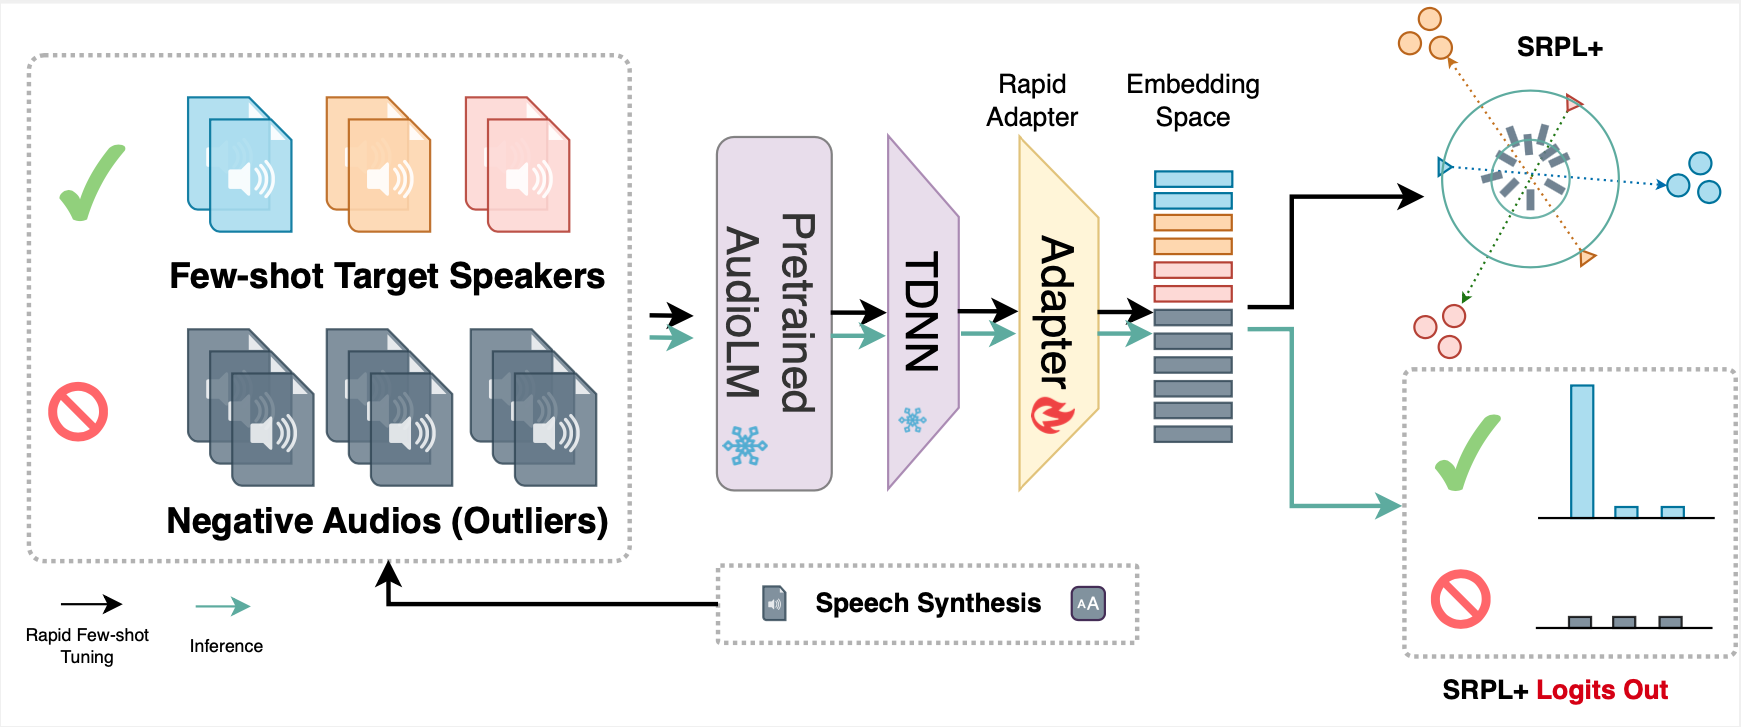 Few-shot Target Speakers
Negative Audios (Outliers)
Rapid Few-shot
Tuning
Inference
Speech Synthesis
AA
Pretrained
AudioLM
TDNN
Rapid
Adapter
Adapter
Embedding
Space
SRPL+
SRPL+ Logits Out